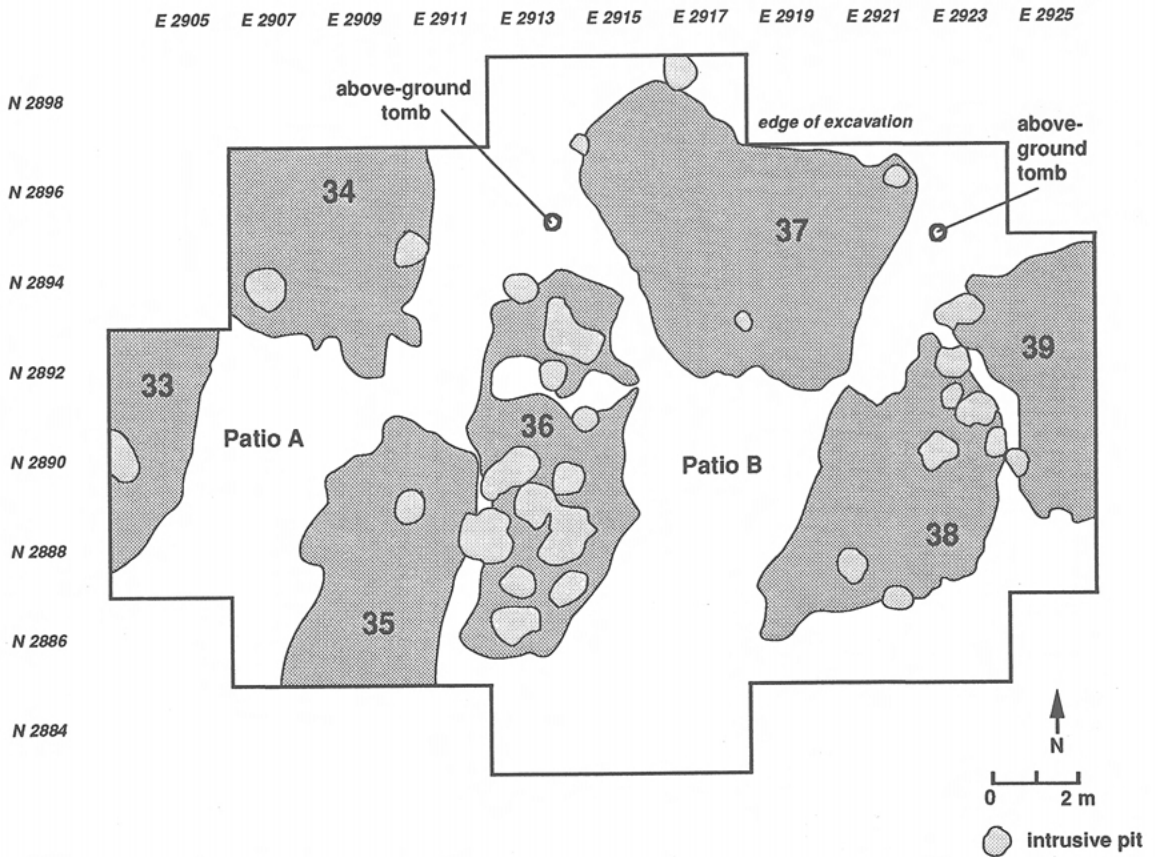 E 2905 E 2907 E 2909 E 2911 E 2913 E 2915 E 2917 E 2919 E 2921 E 2923 E 2925
N 2898
above-ground
tomb
edge of excavation
above-
ground
tomb
N 2896
34
37
N 2894
39
N 2892
33
36
Patio A
Patio B
N 2890
38
N 2888
35
N 2886
N 2884
N
0 2 m
intrusive pit